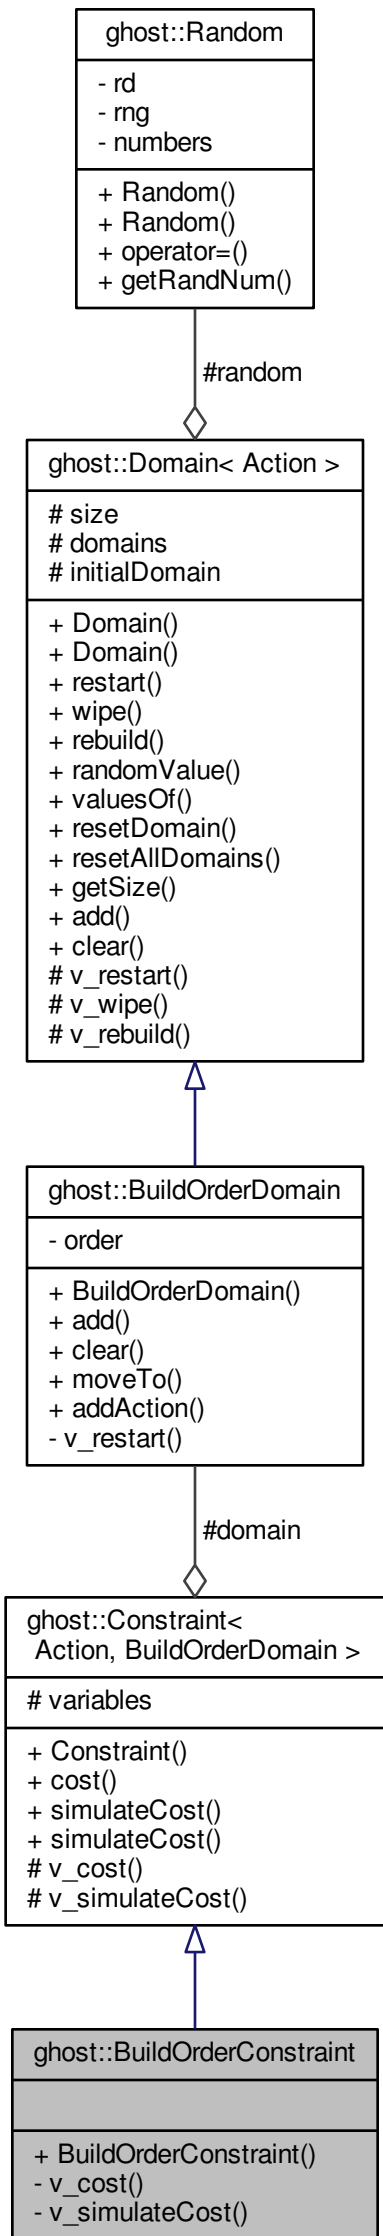 ghost::Random
- rd
- rng
- numbers
+ Random()
+ Random()
+ operator=()
+ getRandNum()
#random
ghost::Domain< Action >
# size
# domains
# initialDomain
+ Domain()
+ Domain()
+ restart()
+ wipe()
+ rebuild()
+ randomValue()
+ valuesOf()
+ resetDomain()
+ resetAllDomains()
+ getSize()
+ add()
+ clear()
# v_restart()
# v_wipe()
# v_rebuild()
ghost::BuildOrderDomain
- order
+ BuildOrderDomain()
+ add()
+ clear()
+ moveTo()
+ addAction()
- v_restart()
#domain
ghost::Constraint<
Action, BuildOrderDomain >
# variables
+ Constraint()
+ cost()
+ simulateCost()
+ simulateCost()
# v_cost()
# v_simulateCost()
ghost::BuildOrderConstraint
+ BuildOrderConstraint()
- v_cost()
- v_simulateCost()